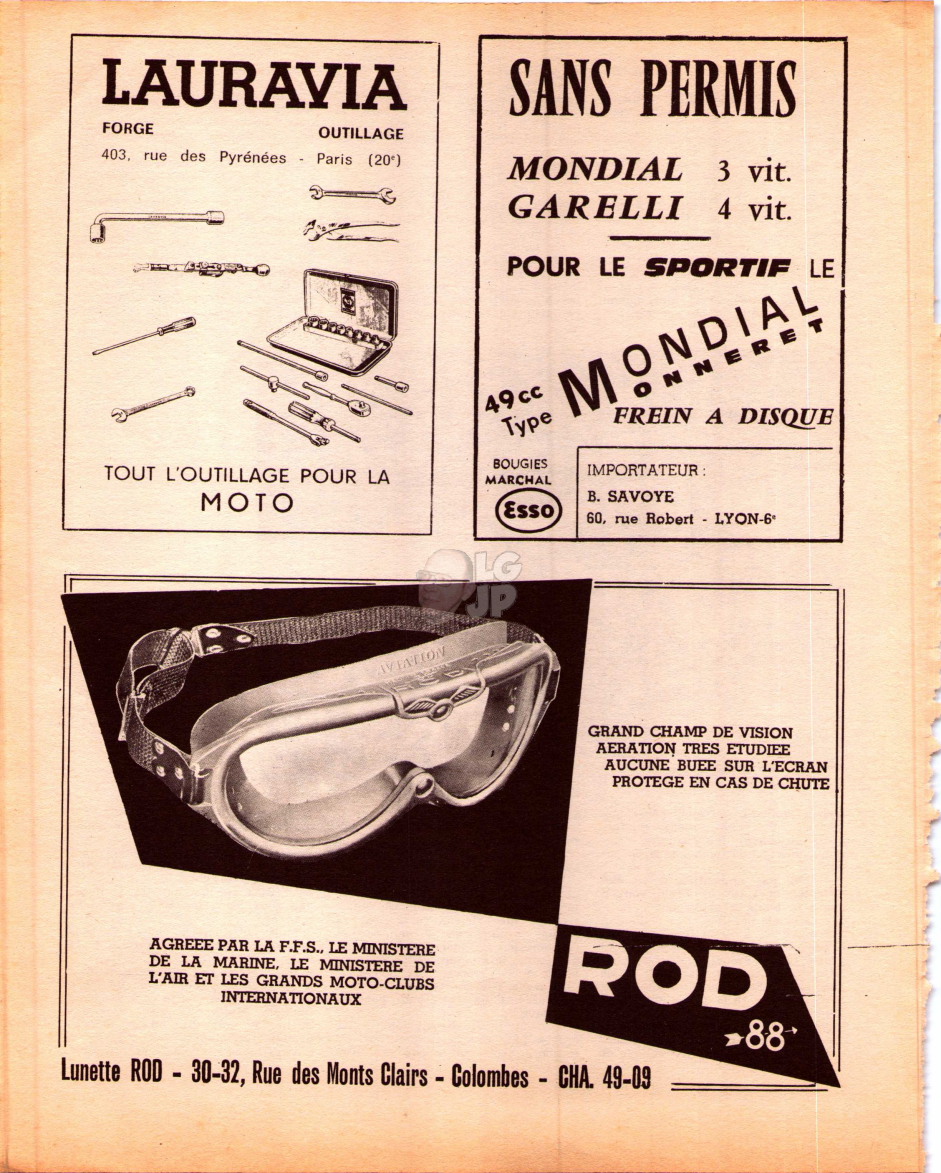 LAURAVIA
FORGE OUTILLAGE
403, rue des Pyrénées - Paris (20e)
TOUT L'OUTILLAGE POUR LA
MOTO
SANS PERMIS
MONDIAL 3 vit.
GARELLI 4 vit.
POUR LE SPORTIF LE
MONDIAL
MONNERET
49cc
Type
FREIN A DISQUE
BOUGIES
MARCHAL
Esso
IMPORTATEUR :
B. SAVOYE
60, rue Robert - LYON-6e
LG
JP
AVIATION
GRAND CHAMP DE VISION
AERATION TRES ETUDIEE
AUCUNE BUEE SUR L'ECRAN
PROTEGE EN CAS DE CHUTE
AGREEE PAR LA F.F.S., LE MINISTERE
DE LA MARINE, LE MINISTERE DE
L'AIR ET LES GRANDS MOTO-CLUBS
INTERNATIONAUX
ROD
88
Lunette ROD - 30-32, Rue des Monts Clairs - Colombes - CHA. 49-09